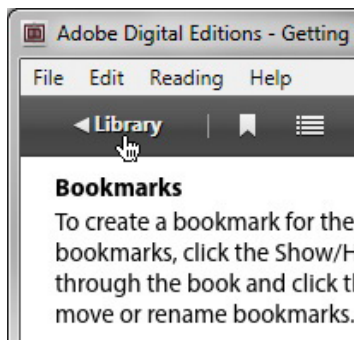 Adobe Digital Editions - Getting
File Edit Reading Help
Library
Bookmarks
To create a bookmark for the
bookmarks, click the Show/H
through the book and click th
move or rename bookmarks.